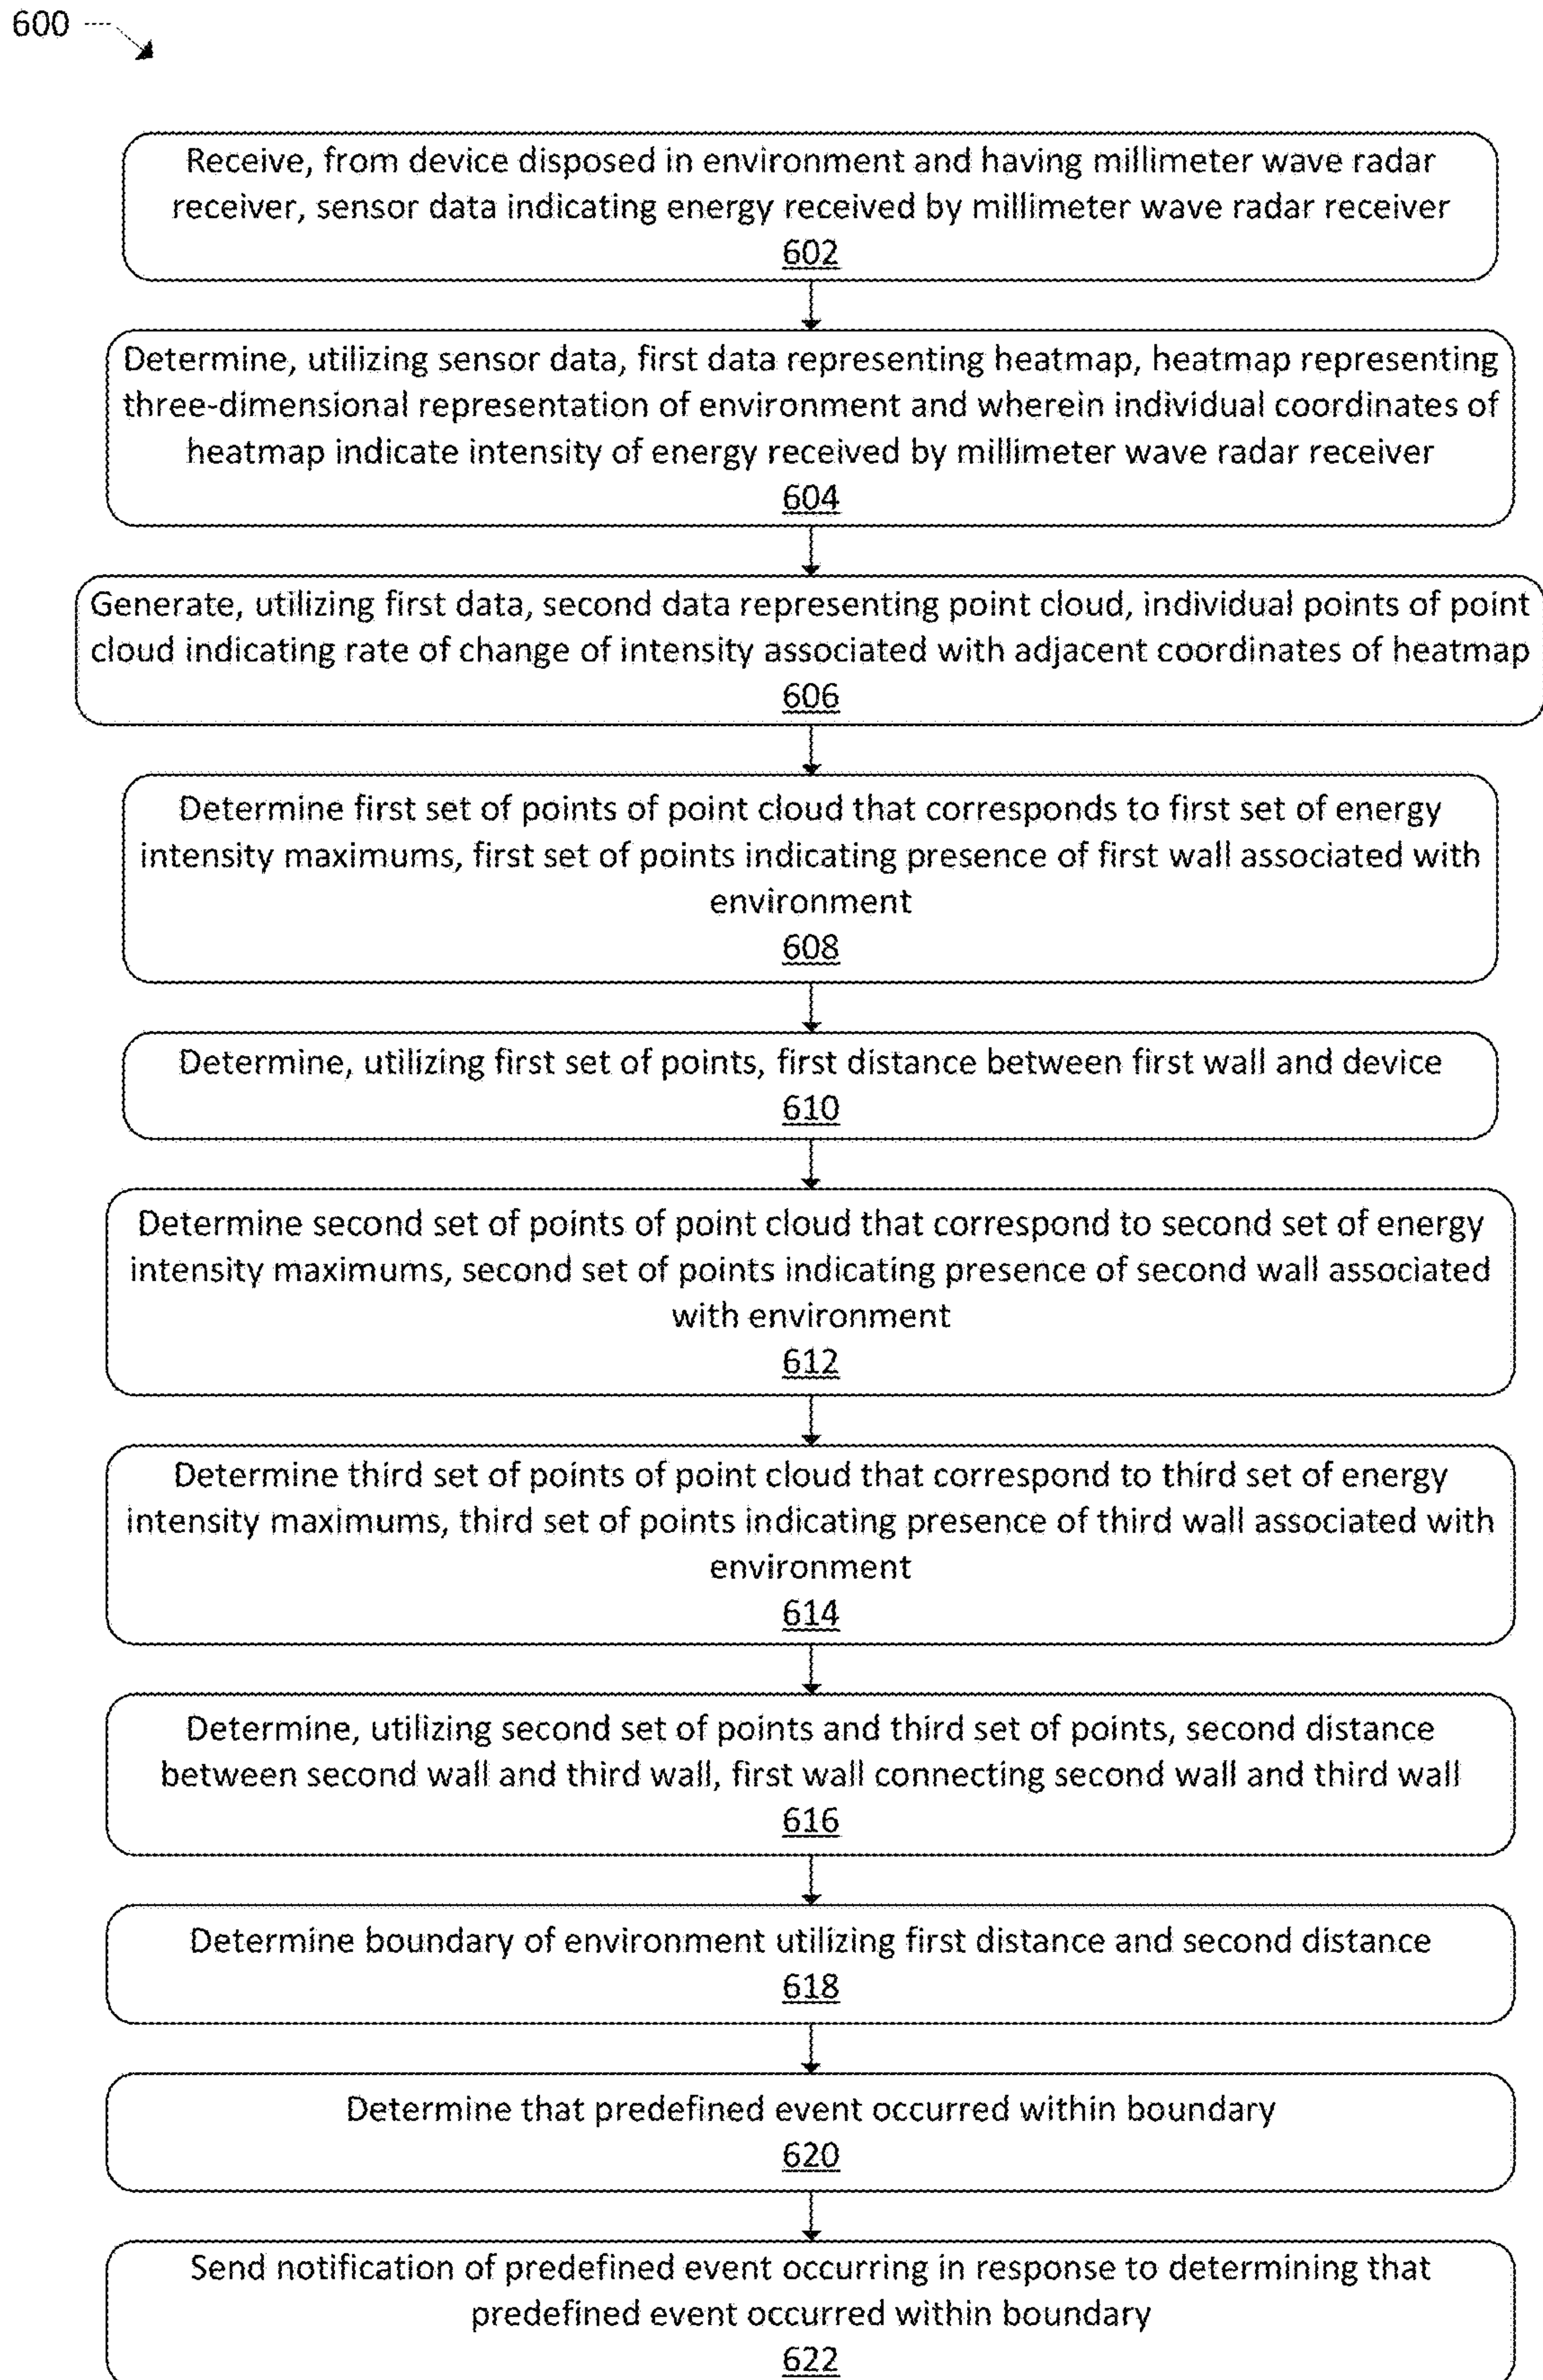 600
Receive, from device disposed in environment and having millimeter wave radar
receiver, sensor data indicating energy received by millimeter wave radar receiver
602
Determine, utilizing sensor data, first data representing heatmap, heatmap representing
three-dimensional representation of environment and wherein individual coordinates of
heatmap indicate intensity of energy received by millimeter wave radar receiver
604
Generate, utilizing first data, second data representing point cloud, individual points of point
cloud indicating rate of change of intensity associated with adjacent coordinates of heatmap
606
Determine first set of points of point cloud that corresponds to first set of energy
intensity maximums, first set of points indicating presence of first wall associated with
environment
608
Determine, utilizing first set of points, first distance between first wall and device
610
Determine second set of points of point cloud that correspond to second set of energy
intensity maximums, second set of points indicating presence of second wall associated
with environment
612
Determine third set of points of point cloud that correspond to third set of energy
intensity maximums, third set of points indicating presence of third wall associated with
environment
614
Determine, utilizing second set of points and third set of points, second distance
between second wall and third wall, first wall connecting second wall and third wall
616
Determine boundary of environment utilizing first distance and second distance
618
Determine that predefined event occurred within boundary
620
Send notification of predefined event occurring in response to determining that
predefined event occurred within boundary
622